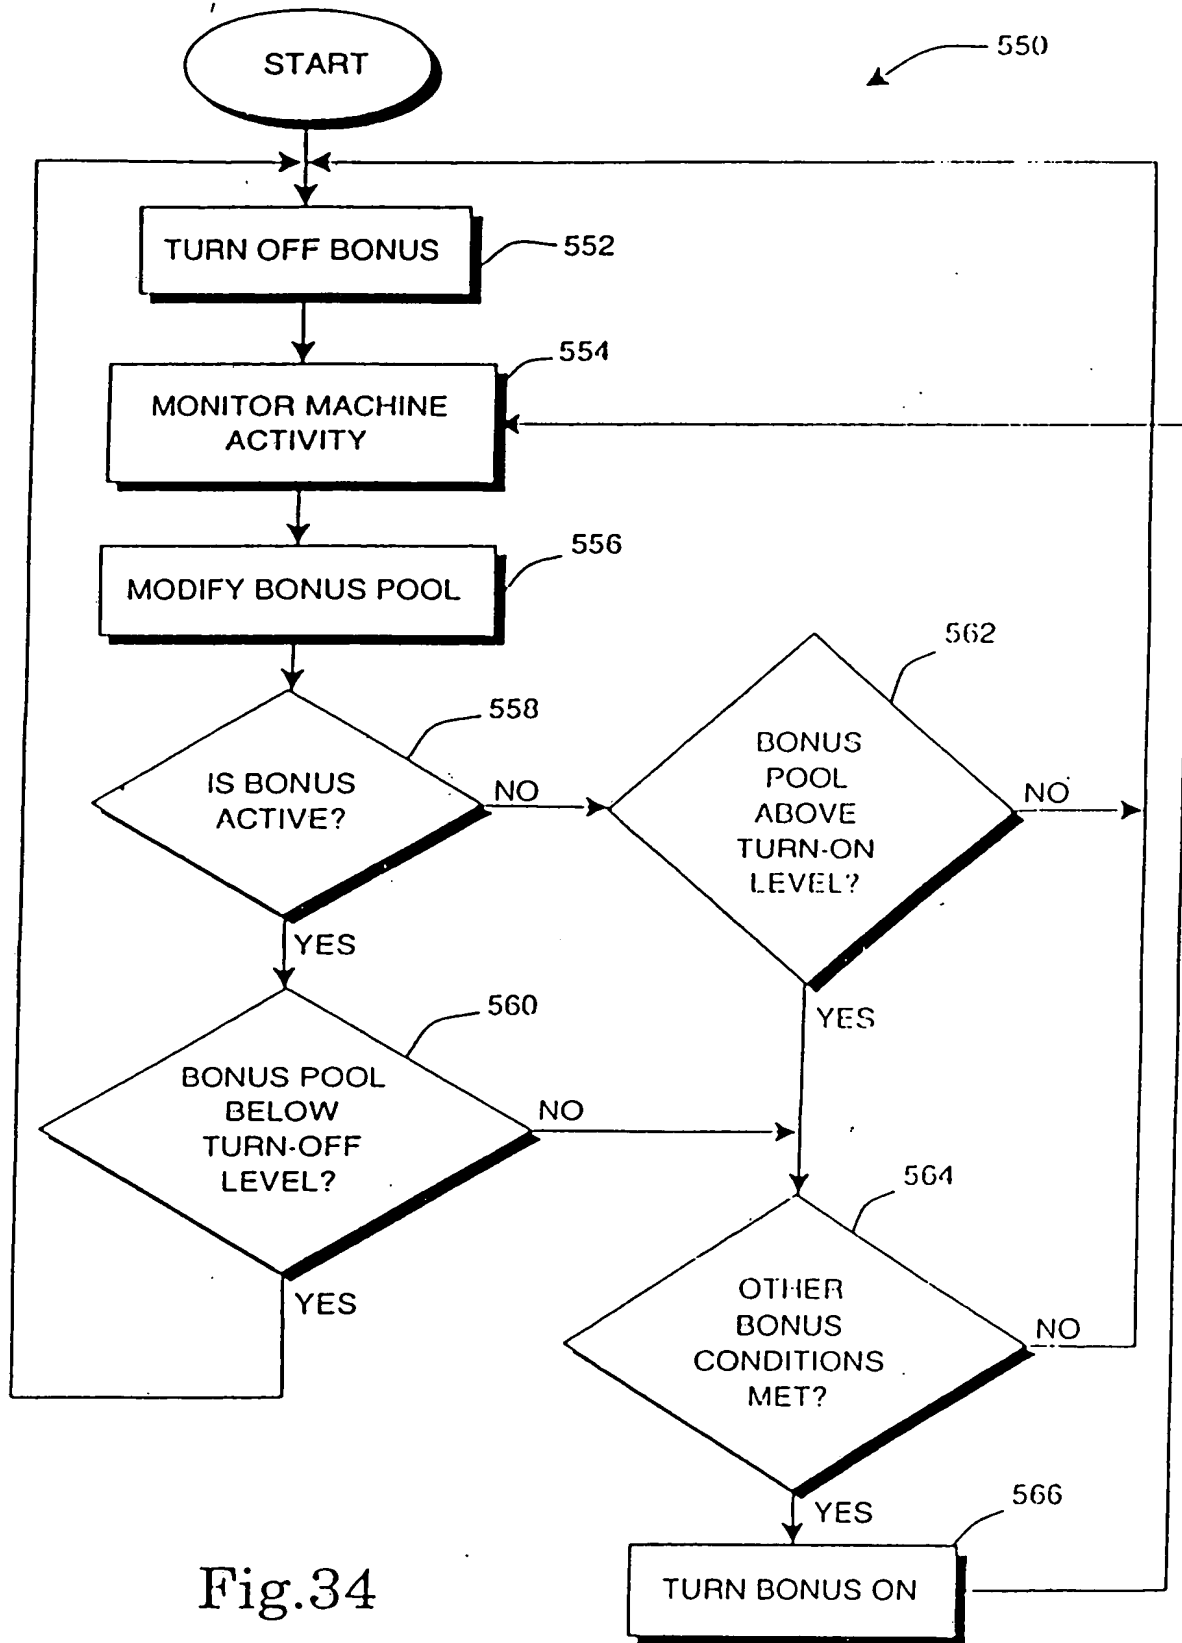 START
550
TURN OFF BONUS
552
554
MONITOR MACHINE
ACTIVITY
556
MODIFY BONUS POOL
562
558
IS BONUS
ACTIVE?
NO
BONUS
POOL
ABOVE
TURN-ON
LEVEL?
NO
YES
560
YES
BONUS POOL
BELOW
TURN-OFF
LEVEL?
NO
564
YES
OTHER
BONUS
CONDITIONS
MET?
NO
YES
566
TURN BONUS ON
Fig.34